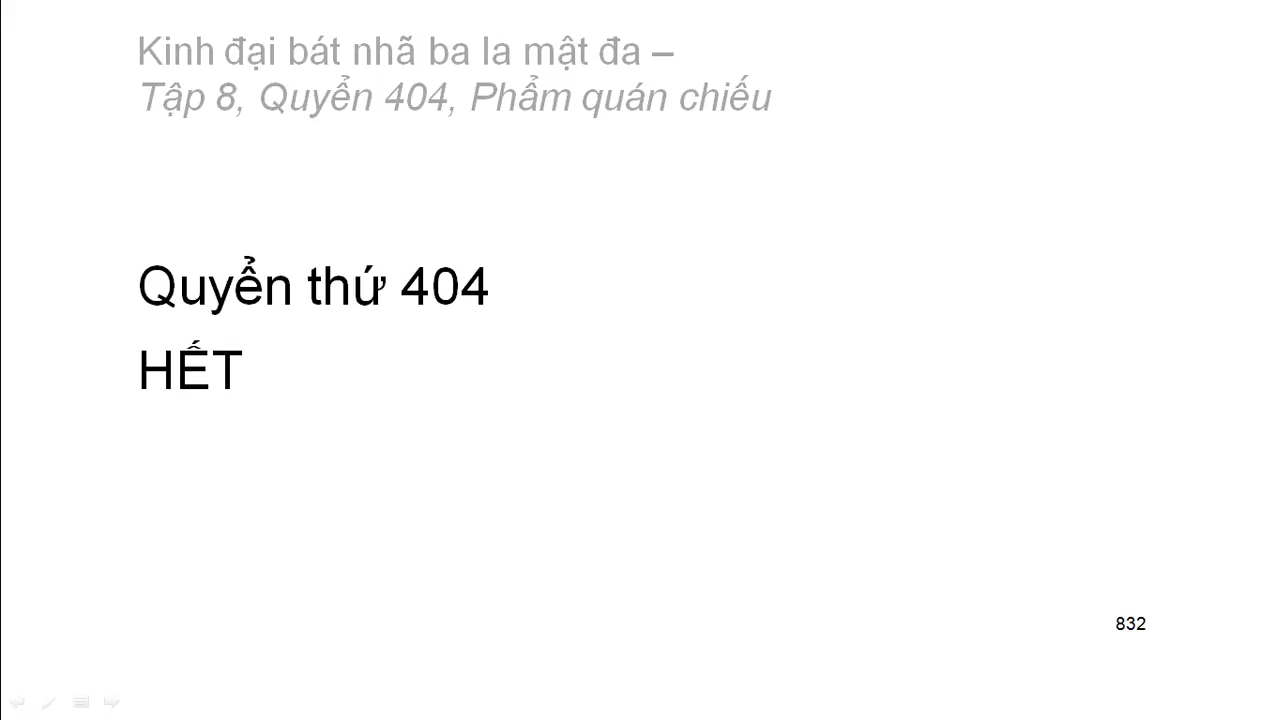 Kinh đại bát nhã ba la mật đa –
Tập 8, Quyển 404, Phẩm quán chiếu
Quyển thứ 404
HẾT
832